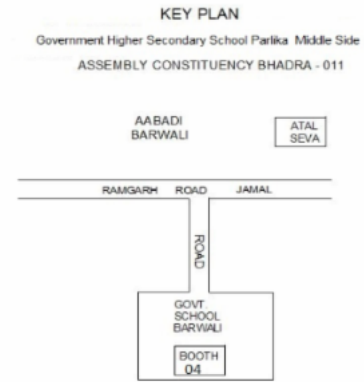 KEY PLAN
Government Higher Secondary School Parlika Middle Side
ASSEMBLY CONSTITUENCY BHADRA - 011
AABADI
BARWALI
ATAL
SEVA
RAMGARH ROAD JAMAL
ROAD
GOVT.
SCHOOL
BARWALI
BOOTH
04